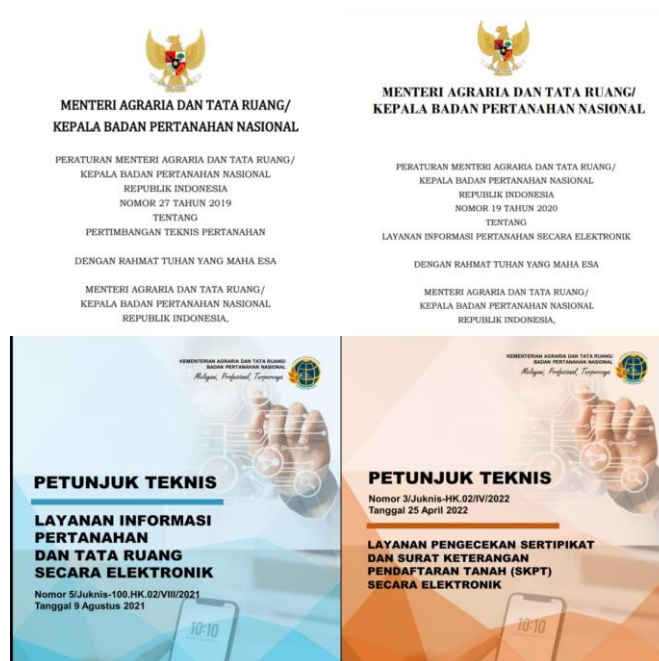 MENTERI AGRARIA DAN TATA RUANG/
KEPALA BADAN PERTANAHAN NASIONAL
PERATURAN MENTERI AGRARIA DAN TATA RUANG/
KEPALA BADAN PERTANAHAN NASIONAL
REPUBLIK INDONESIA
NOMOR 27 TAHUN 2019
TENTANG
PERTIMBANGAN TEKNIS PERTANAHAN
DENGAN RAHMAT TUHAN YANG MAHA ESA
MENTERI AGRARIA DAN TATA RUANG/
KEPALA BADAN PERTANAHAN NASIONAL
REPUBLIK INDONESIA,
MENTERI AGRARIA DAN TATA RUANG/
KEPALA BADAN PERTANAHAN NASIONAL
PERATURAN MENTERI AGRARIA DAN TATA RUANG/
KEPALA BADAN PERTANAHAN NASIONAL
REPUBLIK INDONESIA
NOMOR 19 TAHUN 2020
TENTANG
LAYANAN INFORMASI PERTANAHAN SECARA ELEKTRONIK
DENGAN RAHMAT TUHAN YANG MAHA ESA
MENTERI AGRARIA DAN TATA RUANG/
KEPALA BADAN PERTANAHAN NASIONAL
REPUBLIK INDONESIA,
KEMENTERIAN AGRARIA DAN TATA RUANG/
BADAN PERTANAHAN NASIONAL
Melayani, Profesional, Terpercaya
PETUNJUK TEKNIS
LAYANAN INFORMASI
PERTANAHAN
DAN TATA RUANG
SECARA ELEKTRONIK
Nomor 5/Juknis-100.HK.02/VIII/2021
Tanggal 9 Agustus 2021
10:10
KEMENTERIAN AGRARIA DAN TATA RUANG/
BADAN PERTANAHAN NASIONAL
Melayani, Profesional, Terpercaya
PETUNJUK TEKNIS
Nomor 3/Juknis-HK.02/IV/2022
Tanggal 25 April 2022
LAYANAN PENGECEKAN SERTIPIKAT
DAN SURAT KETERANGAN
PENDAFTARAN TANAH (SKPT)
SECARA ELEKTRONIK
10:10